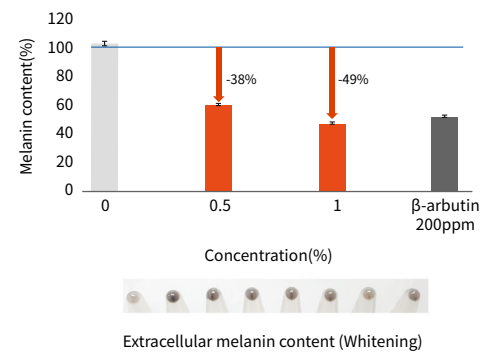 Melanin content(%)
120
100
80
60
40
20
0
-38%
-49%
0
0.5
1
β-arbutin
200ppm
Concentration(%)
Extracellular melanin content (Whitening)